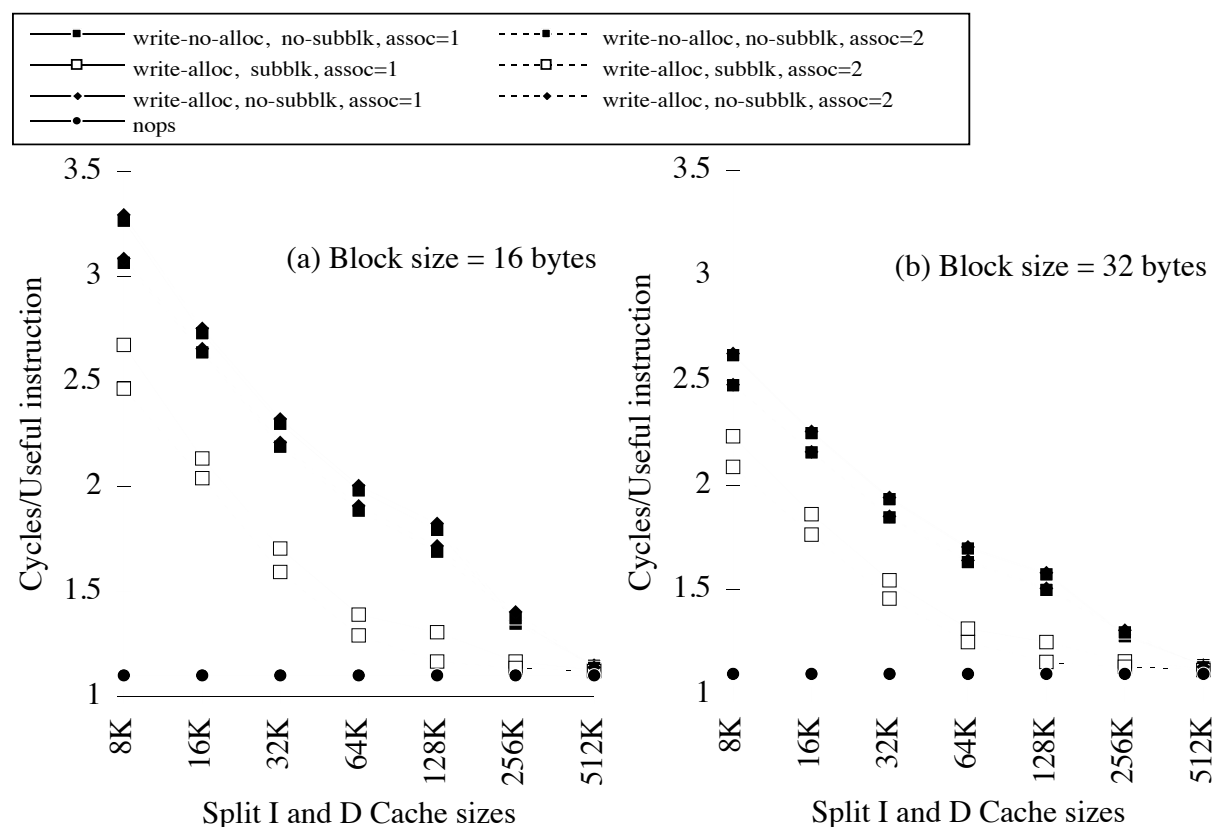 write-no-alloc, no-subblk, assoc=1
write-no-alloc, no-subblk, assoc=2
write-alloc, subblk, assoc=1
write-alloc, subblk, assoc=2
write-alloc, no-subblk, assoc=1
write-alloc, no-subblk, assoc=2
nops
3.5
3
2.5
2
1.5
1
Cycles/Useful instruction
(a) Block size = 16 bytes
8K
16K
32K
64K
128K
256K
512K
Split I and D Cache sizes
3.5
3
2.5
2
1.5
1
Cycles/Useful instruction
(b) Block size = 32 bytes
8K
16K
32K
64K
128K
256K
512K
Split I and D Cache sizes